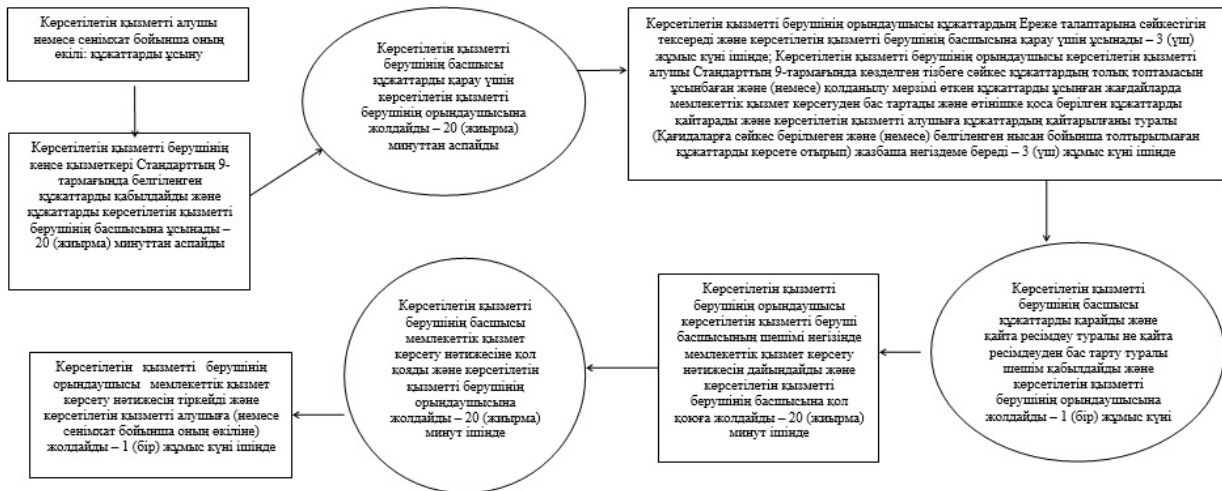 Көрсетілетін қызметті алушы
немесе сенімхат бойынша оның
өкілі: құжаттарды ұсыну
Көрсетілетін қызметті берушінің
кеңсе қызметкері Стандарттың 9-
тармағында белгіленген
құжаттарды қабылдайды және
құжаттарды көрсетілетін қызметті
берушінің басшысына ұсынады –
20 (жиырма) минуттан аспайды
Көрсетілетін қызметті
берушінің басшысы
құжаттарды қарау үшін
көрсетілетін қызметті
берушінің орындаушысына
жолдайды – 20 (жиырма)
минуттан аспайды
Көрсетілетін қызметті берушінің орындаушысы құжаттардың Ереже талаптарына сәйкестігін
тексереді және көрсетілетін қызметті берушінің басшысына қарау үшін ұсынады – 3 (үш)
жұмыс күні ішінде; Көрсетілетін қызметті берушінің орындаушысы көрсетілетін қызметті
алушы Стандарттың 9-тармағында көзделген тізбеге сәйкес құжаттардың толық топтамасын
ұсынбаған және (немесе) қолданылу мерзімі өткен құжаттарды ұсынған жағдайларда
мемлекеттік қызмет көрсетуден бас тартады және өтінішке қоса берілген құжаттарды
қайтарады және көрсетілетін қызметті алушыға құжаттардың қайтарылғаны туралы
(Қағидаларға сәйкес берілмеген және (немесе) белгіленген нысан бойынша толтырылмаған
құжаттарды көрсете отырып) жазбаша негіздеме береді – 3 (үш) жұмыс күні ішінде
Көрсетілетін қызметті
берушінің басшысы
құжаттарды қарайды және
қайта ресімдеу туралы не қайта
ресімдеуден бас тарту туралы
шешім қабылдайды және
көрсетілетін қызметті
берушінің орындаушысына
жолдайды – 1 (бір) жұмыс күні
Көрсетілетін қызметті
берушінің орындаушысы
көрсетілетін қызметті беруші
басшысының шешімі негізінде
мемлекеттік қызмет көрсету
нәтижесін дайындайды және
көрсетілетін қызметті
берушінің басшысына қол
қоюға жолдайды – 20 (жиырма)
минут ішінде
Көрсетілетін қызметті
берушінің басшысы
мемлекеттік қызмет
көрсету нәтижесіне қол
қояды және көрсетілетін
қызметті берушінің
орындаушысына
жолдайды – 20 (жиырма)
минут ішінде
Көрсетілетін қызметті берушінің
орындаушысы мемлекеттік қызмет
көрсету нәтижесін тіркейді және
көрсетілетін қызметті алушыға (немесе
сенімхат бойынша оның өкіліне)
жолдайды – 1 (бір) жұмыс күні ішінде